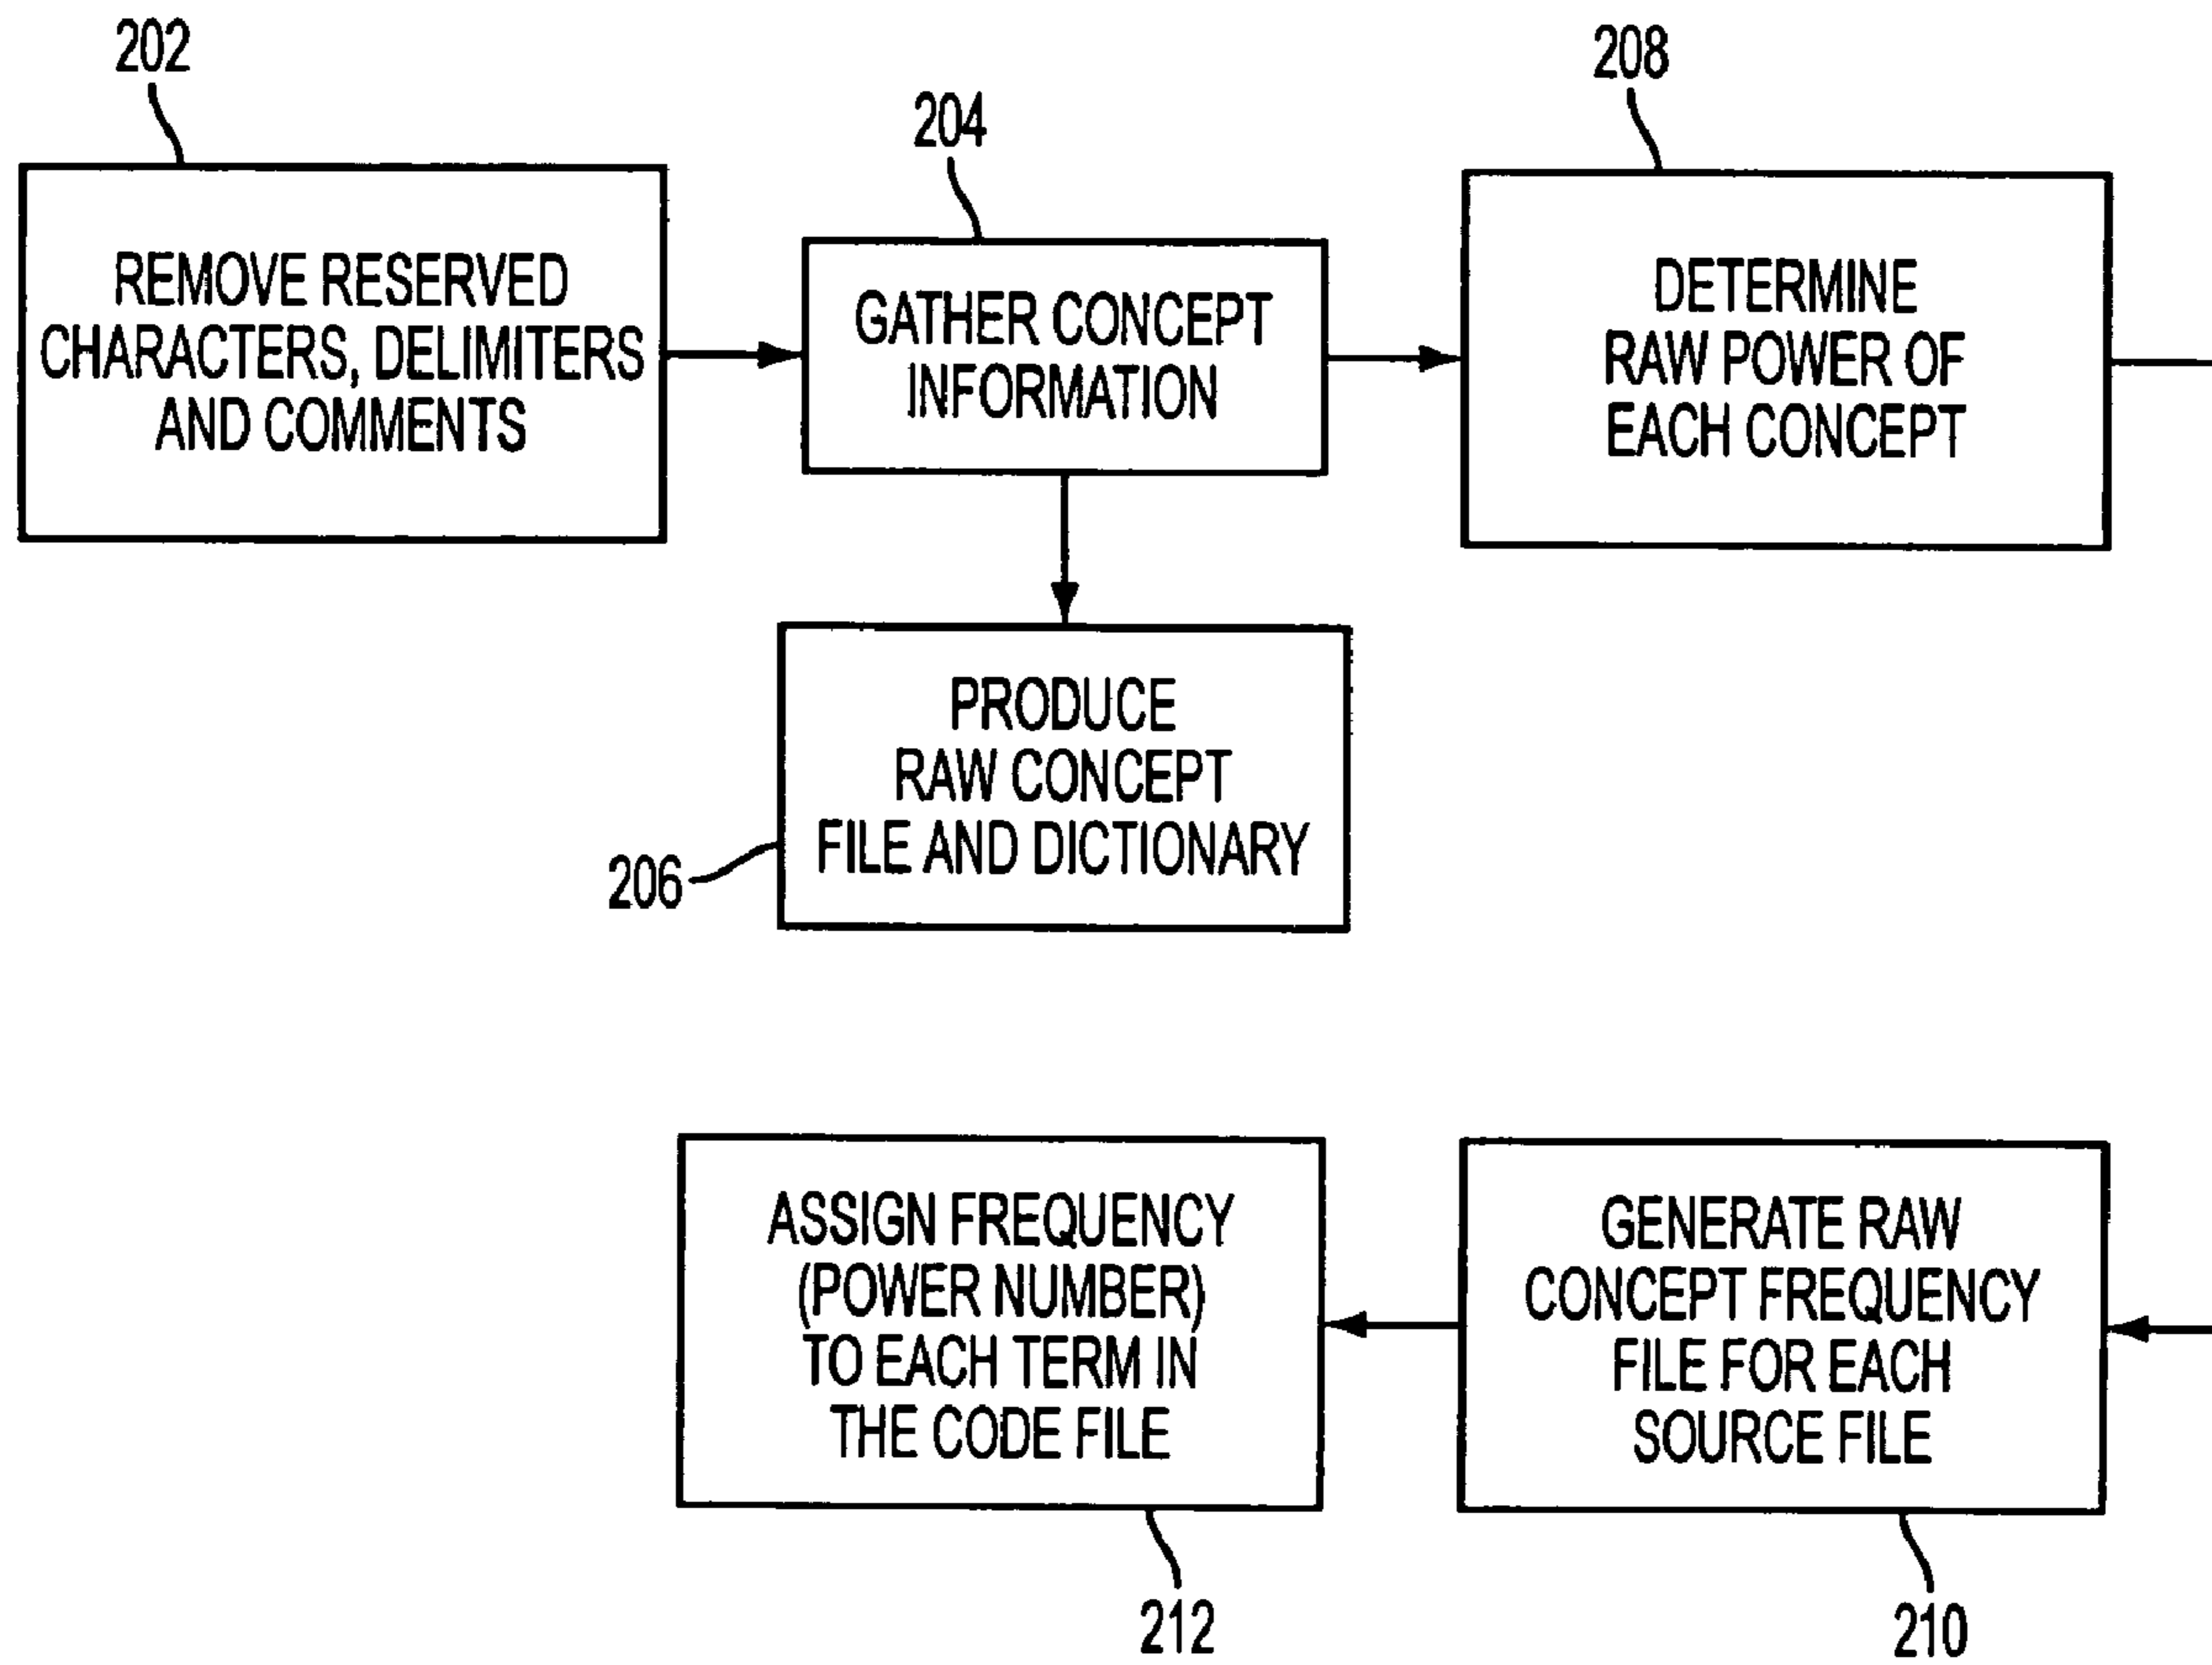 202
REMOVE RESERVED
CHARACTERS, DELIMITERS
AND COMMENTS
204
GATHER CONCEPT
INFORMATION
208
DETERMINE
RAW POWER OF
EACH CONCEPT
PRODUCE
RAW CONCEPT
FILE AND DICTIONARY
206
ASSIGN FREQUENCY
(POWER NUMBER)
TO EACH TERM IN
THE CODE FILE
212
GENERATE RAW
CONCEPT FREQUENCY
FILE FOR EACH
SOURCE FILE
210